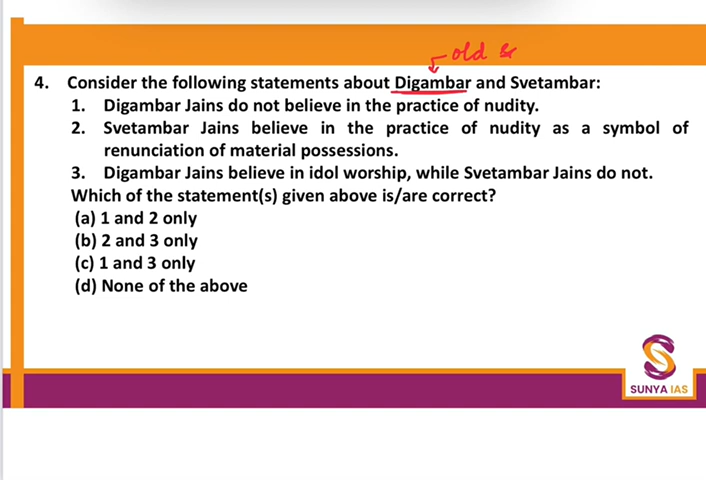 old &
4. Consider the following statements about Digambar and Svetambar:
1. Digambar Jains do not believe in the practice of nudity.
2. Svetambar Jains believe in the practice of nudity as a symbol of
renunciation of material possessions.
3. Digambar Jains believe in idol worship, while Svetambar Jains do not.
Which of the statement(s) given above is/are correct?
(a) 1 and 2 only
(b) 2 and 3 only
(c) 1 and 3 only
(d) None of the above
SUNYA IAS